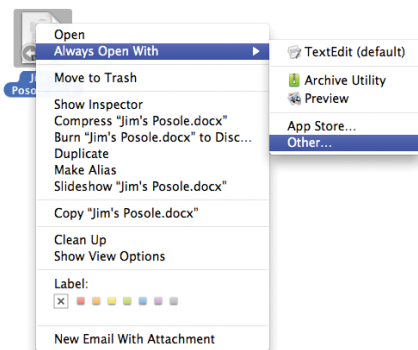 Open
Always Open With
Move to Trash
Show Inspector
Compress “Jim's Posole.docx”
Burn “Jim's Posole.docx” to Disc...
Duplicate
Make Alias
Slideshow “Jim's Posole.docx”
Copy “Jim's Posole.docx”
Clean Up
Show View Options
Label:
New Email With Attachment
TextEdit (default)
Archive Utility
Preview
App Store...
Other...